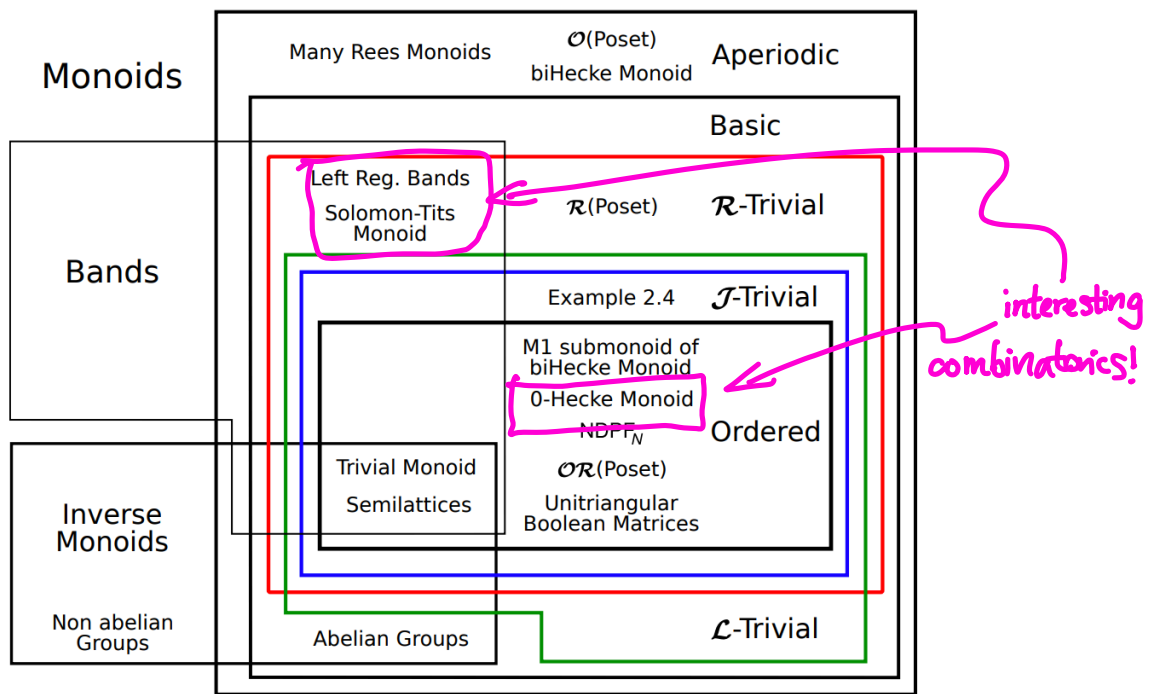 Many Rees Monoids
𝒪(Poset)
biHecke Monoid
Aperiodic
Monoids
Basic
Left Reg. Bands
Solomon-Tits
Monoid
ℛ(Poset)
ℛ-Trivial
Bands
Example 2.4
𝒥-Trivial
interesting
combinatorics!
M1 submonoid of
biHecke Monoid
0-Hecke Monoid
NDPF_N
Ordered
Trivial Monoid
𝒪ℛ(Poset)
Semilattices
Unitriangular
Boolean Matrices
Inverse
Monoids
Non abelian
Groups
Abelian Groups
ℒ-Trivial